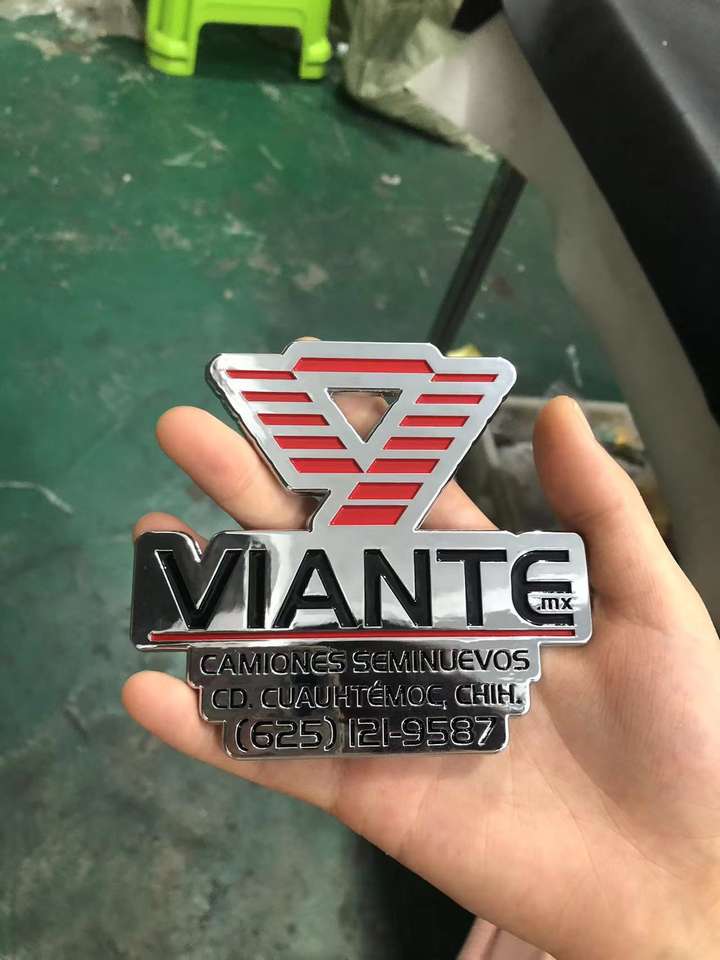 VIANTE
.mx
CAMIONES SEMINUEVOS
CD. CUAUHTÉMOC, CHIH.
(625) 121-9587